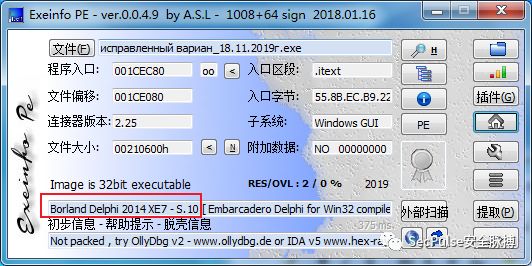 Exeinfo PE - ver.0.0.4.9 by A.S.L - 1008+64 sign 2018.01.16
文件(F) исправленный вариан_18.11.2019г.exe H
程序入口: 001CEC80 oo < 入口区段: .itext
文件偏移: 001CE080 入口字节: 55.8B.EC.B9.22
连接器版本: 2.25 子系统: Windows GUI PE
文件大小: 00210600h < N 附加数据: NO 00000000
插件(G)
Image is 32bit executable RES/OVL : 2 / 0 % 2019
Borland Delphi 2014 XE7 - S.10 [ Embarcadero Delphi for Win32 compile
外部扫描 提取(P)
初步信息 - 帮助提示 - 脱壳信息 375 ms.
Not packed , try OllyDbg v2 - www.ollydbg.de or IDA v5 www.hex-ra
Exeinfo Pe
SecPulse安全脉搏